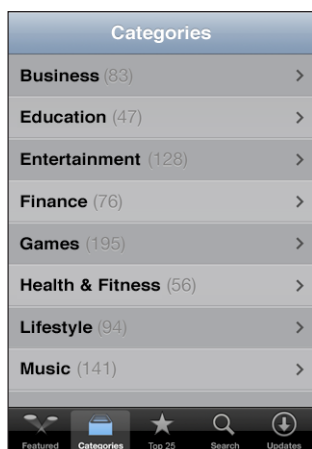 Categories
Business (83)
Education (47)
Entertainment (128)
Finance (76)
Games (195)
Health & Fitness (56)
Lifestyle (94)
Music (141)
Featured Categories Top 25 Search Updates